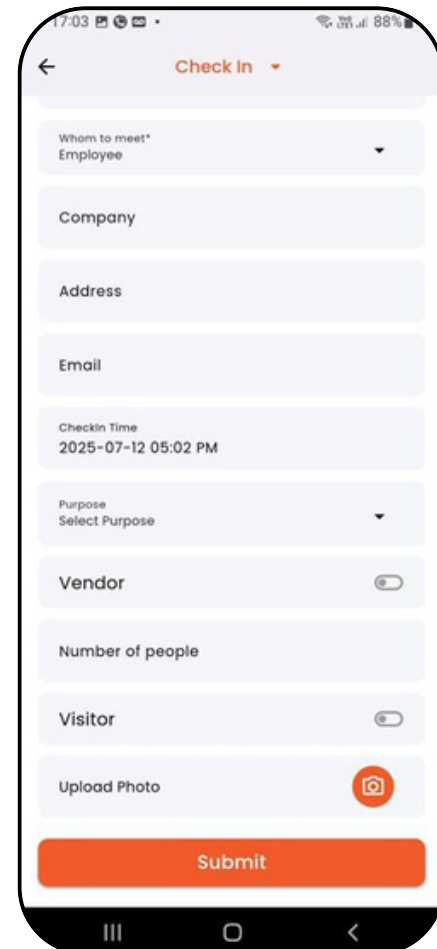 17:03 88%
Check In
Whom to meet*
Employee
Company
Address
Email
CheckIn Time
2025-07-12 05:02 PM
Purpose
Select Purpose
Vendor
Number of people
Visitor
Upload Photo
Submit